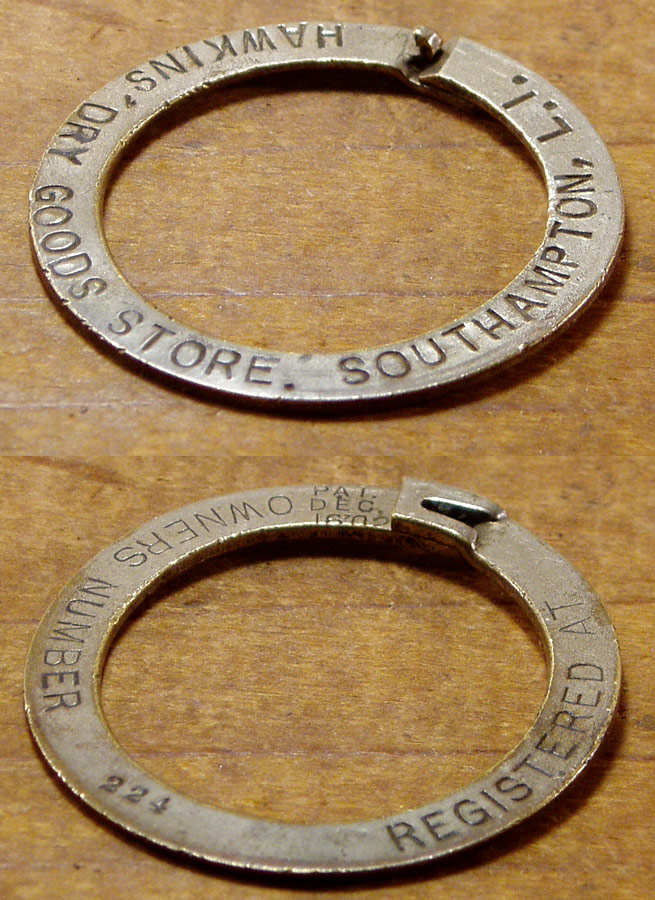 HAWKINS' DRY GOODS STORE. SOUTHAMPTON, L.I.
PAT.
DEC.
16.02
OWNERS NUMBER
224
REGISTERED AT.